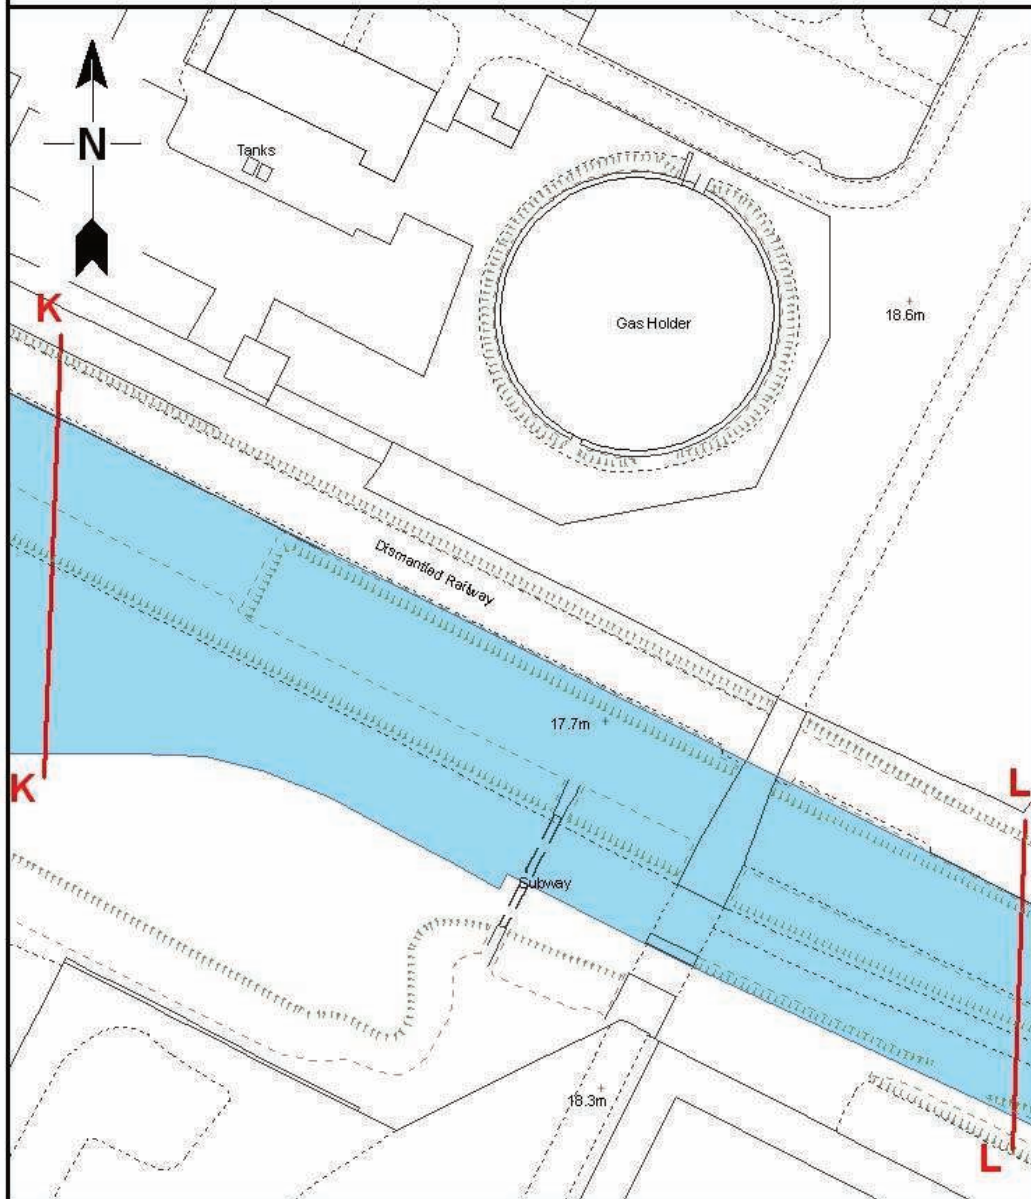 N
Tanks
K
18.6m
Gas Holder
Dismantled Railway
17.7m
K
L
Subway
18.3m
L